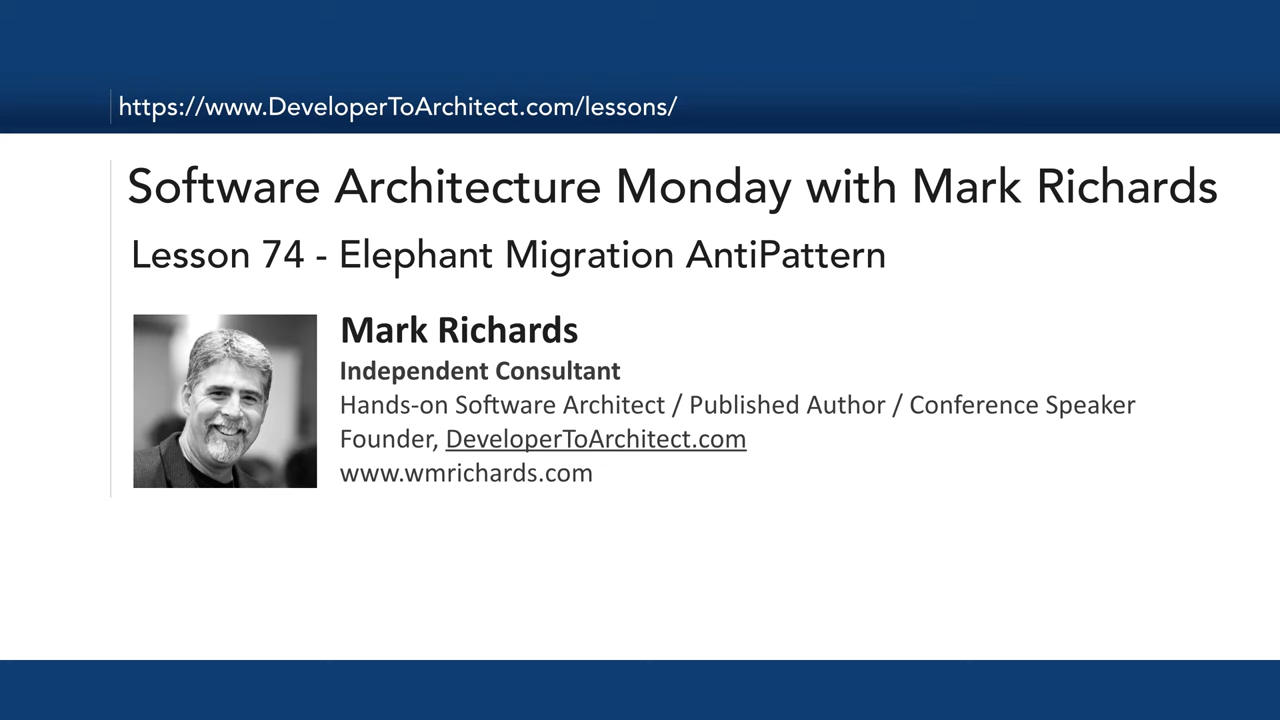 https://www.DeveloperToArchitect.com/lessons/
Software Architecture Monday with Mark Richards
Lesson 74 - Elephant Migration AntiPattern
Mark Richards
Independent Consultant
Hands-on Software Architect / Published Author / Conference Speaker
Founder, DeveloperToArchitect.com
www.wmrichards.com